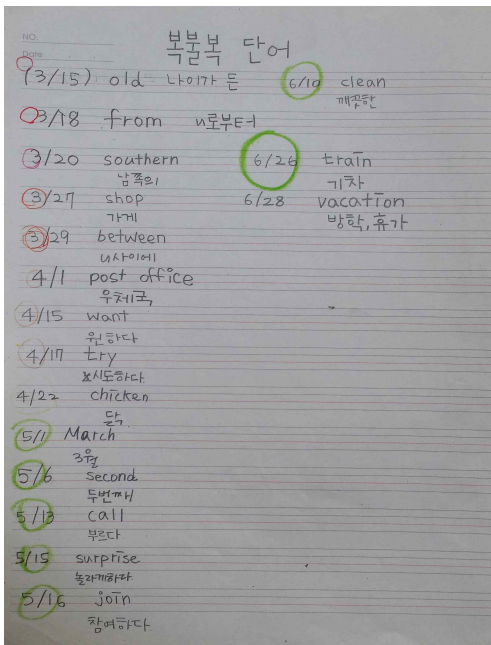 NO.
Date
복불복 단어
(3/15) old 나이가 든
3/18 from ~로부터
3/20 southern
남쪽의
3/27 shop
가게
3/29 between
~사이에
4/1 post office
우체국
4/15 want
원하다
4/17 try
시도하다
4/22 chicken
닭
5/1 March
3월
5/6 second
두번째
5/13 call
부르다
5/15 surprise
놀라게하다
5/16 join
참여하다
6/10 clean
깨끗한
6/26 train
기차
6/28 vacation
방학, 휴가